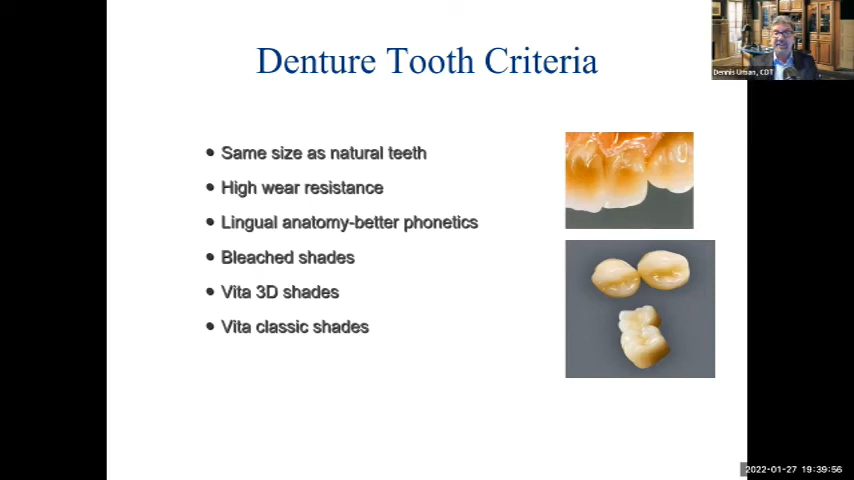 Denture Tooth Criteria
Dennis Urban, CDT
• Same size as natural teeth
• High wear resistance
• Lingual anatomy-better phonetics
• Bleached shades
• Vita 3D shades
• Vita classic shades
2022-01-27 19:39:56